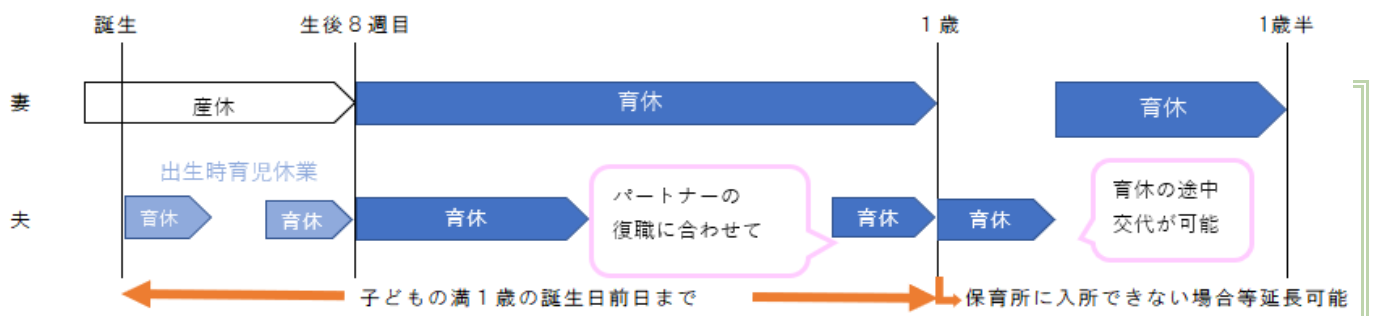 誕生
生後８週目
１歳
1歳半
妻
産休
育休
育休
出生時育児休業
夫
育休
育休
育休
パートナーの
復職に合わせて
育休
育休
育休の途中
交代が可能
子どもの満１歳の誕生日前日まで
保育所に入所できない場合等延長可能